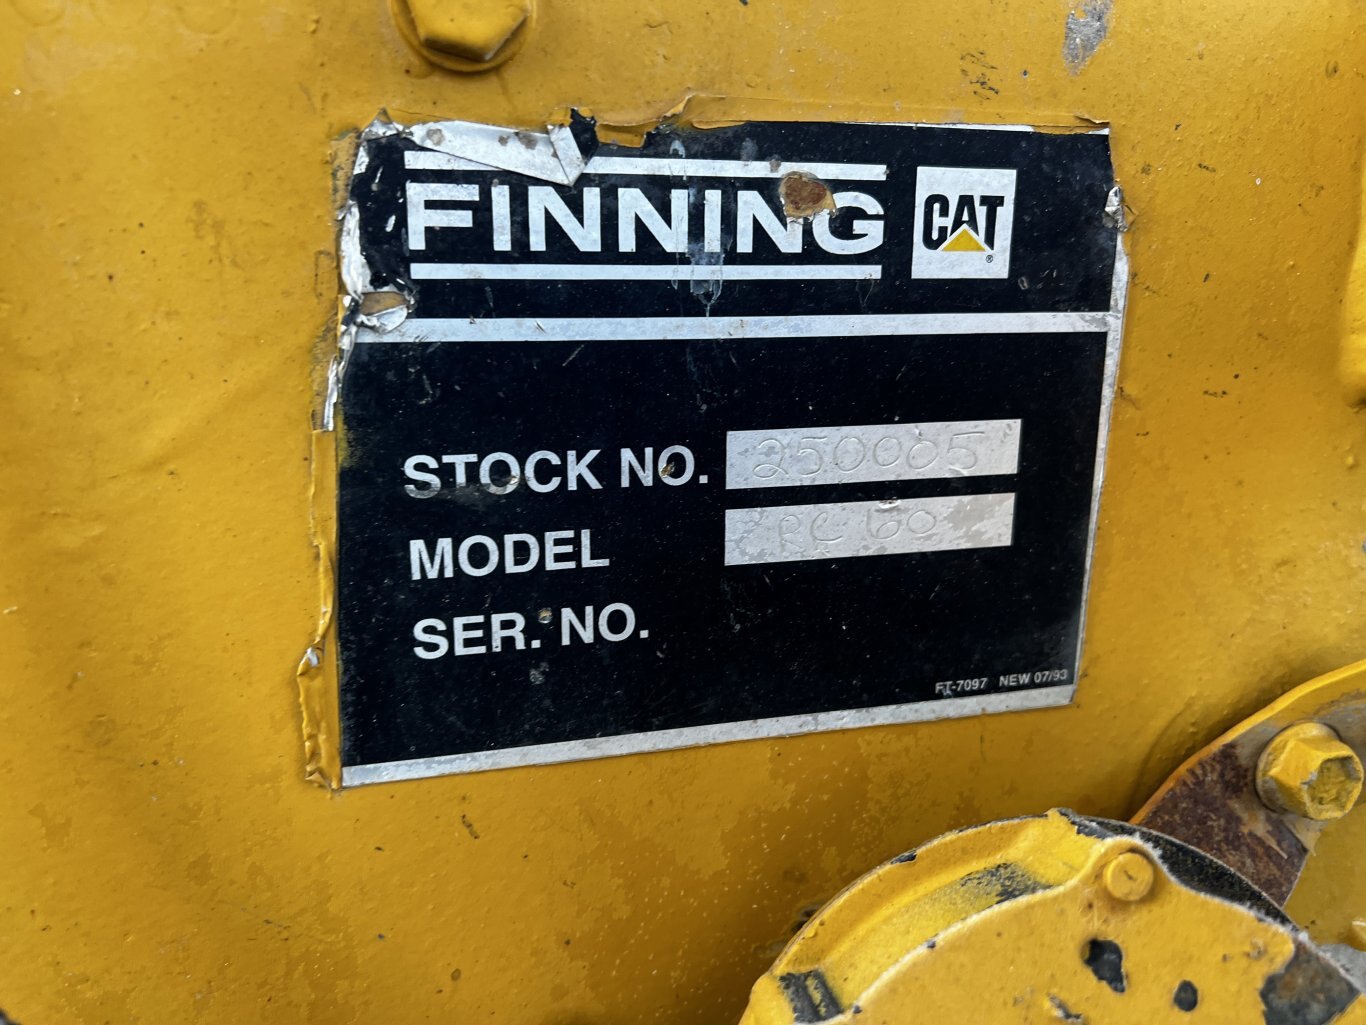 FINNING CAT®
STOCK NO. 250005
MODEL RC 60
SER. NO.
FT-7097 NEW 07/93